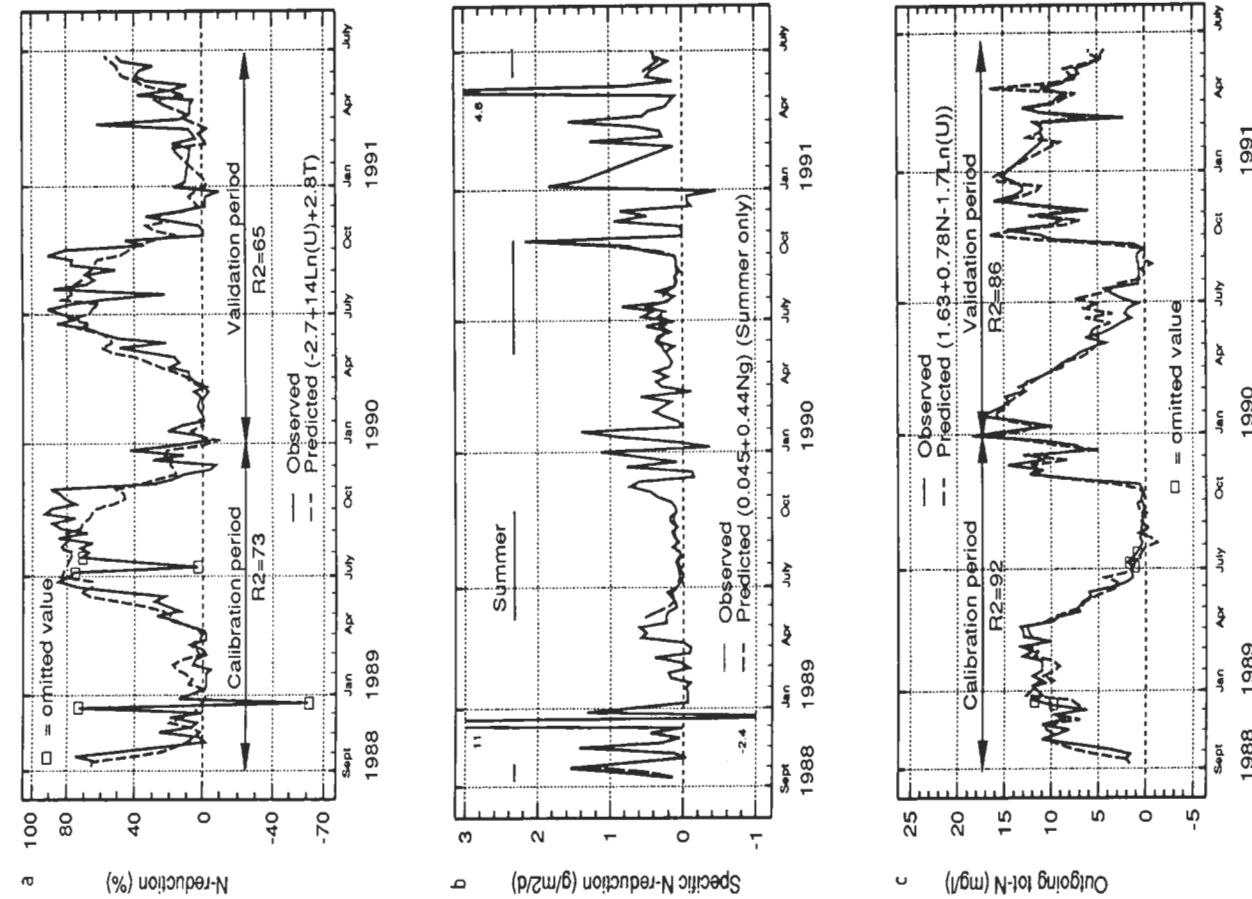 a
N-reduction (%)
100
80
40
0
-40
-70
□ = omitted value
Calibration period
R2=73
Validation period
R2=65
Observed
Predicted (-2.7+14Ln(U)+2.8T)
Sept
Jan
Apr
July
Oct
Jan
Apr
July
Oct
Jan
Apr
July
1988
1989
1990
1991
b
Specific N-reduction (g/m2/d)
3
2
1
0
-1
11
-2.4
4.6
Summer
Observed
Predicted (0.045+0.44Ng) (Summer only)
Sept
Jan
Apr
July
Oct
Jan
Apr
July
Oct
Jan
Apr
July
1988
1989
1990
1991
c
Outgoing tot-N (mg/l)
25
20
15
10
5
0
-5
Observed
Predicted (1.63+0.78N-1.7Ln(U))
Calibration period
R2=92
Validation period
R2=86
□ = omitted value
Sept
Jan
Apr
July
Oct
Jan
Apr
July
Oct
Jan
Apr
July
1988
1989
1990
1991